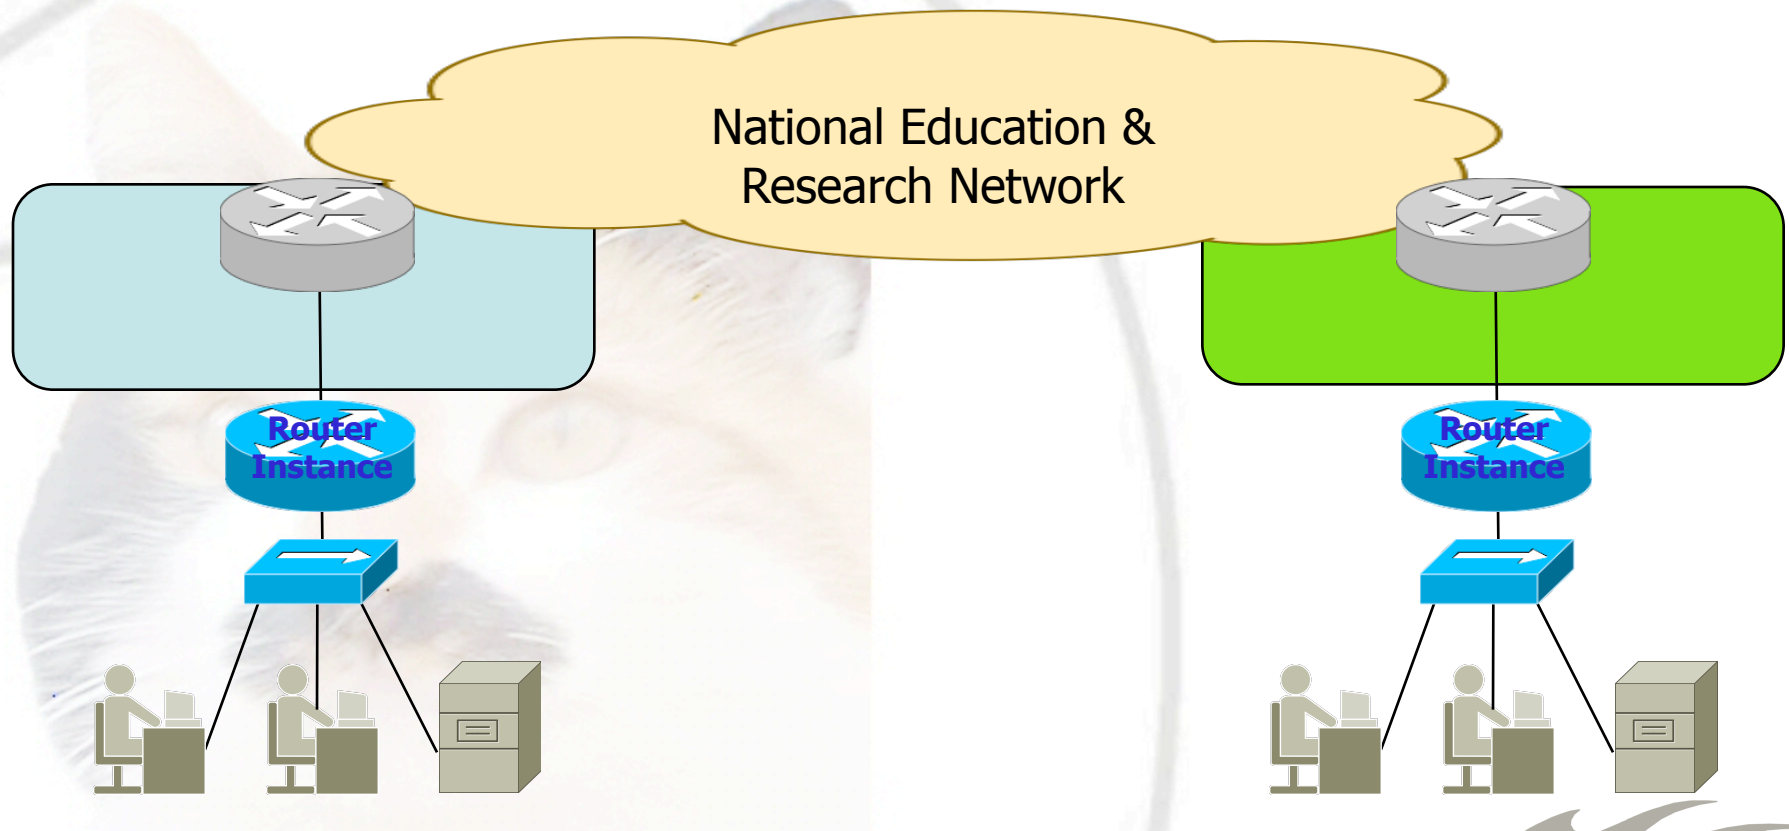 National Education &
Research Network
Router
Instance
Router
Instance